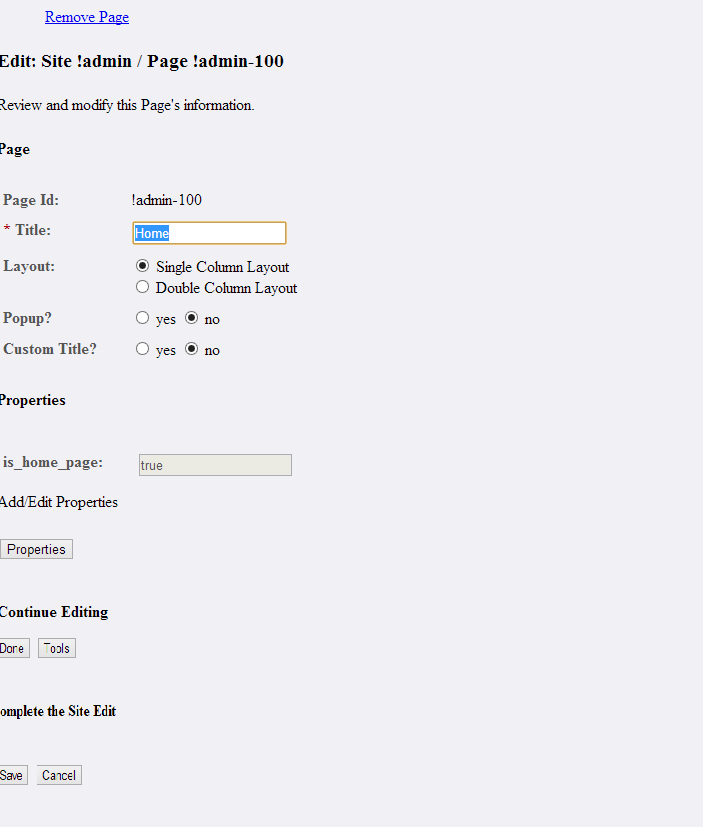 Remove Page
Edit: Site !admin / Page !admin-100
Review and modify this Page's information.
Page
Page Id: !admin-100
* Title: Home
Layout: Single Column Layout
Double Column Layout
Popup? yes no
Custom Title? yes no
Properties
is_home_page: true
Add/Edit Properties
Properties
Continue Editing
Done Tools
omplete the Site Edit
Save Cancel